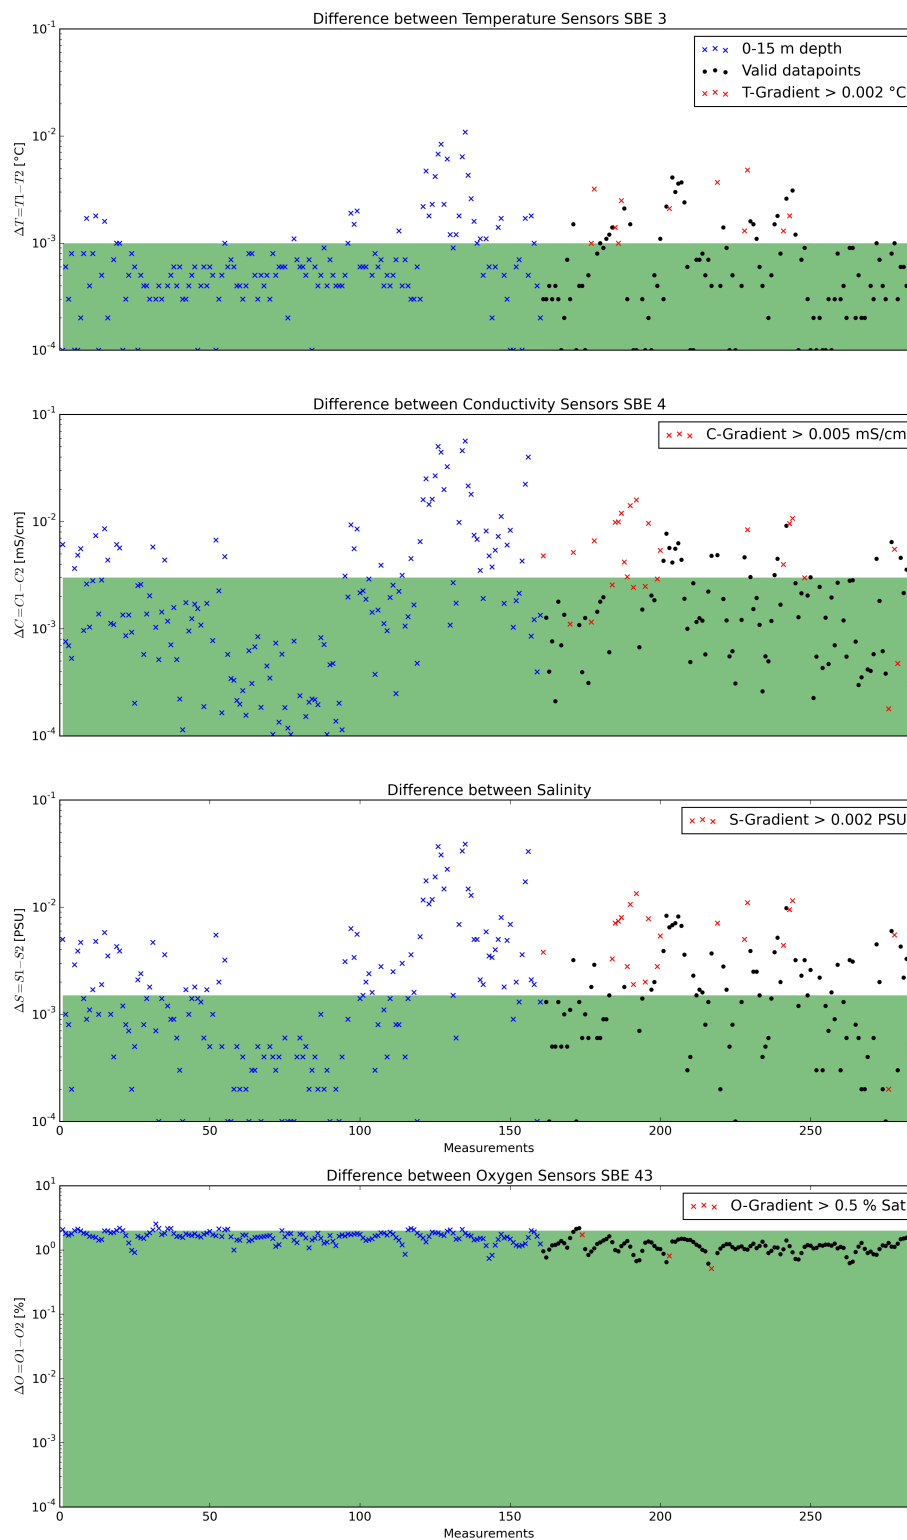 Difference between Temperature Sensors SBE 3
10^-1
10^-2
10^-3
10^-4
ΔT=T1−T2 [°C]
0-15 m depth
Valid datapoints
T-Gradient > 0.002 °C
Difference between Conductivity Sensors SBE 4
10^-1
10^-2
10^-3
10^-4
ΔC=C1−C2 [mS/cm]
C-Gradient > 0.005 mS/cm
Difference between Salinity
10^-1
10^-2
10^-3
10^-4
ΔS=S1−S2 [PSU]
S-Gradient > 0.002 PSU
0 50 100 150 200 250
Measurements
Difference between Oxygen Sensors SBE 43
10^1
10^0
10^-1
10^-2
10^-3
10^-4
ΔO=O1−O2 [%]
O-Gradient > 0.5 % Sat
0 50 100 150 200 250
Measurements